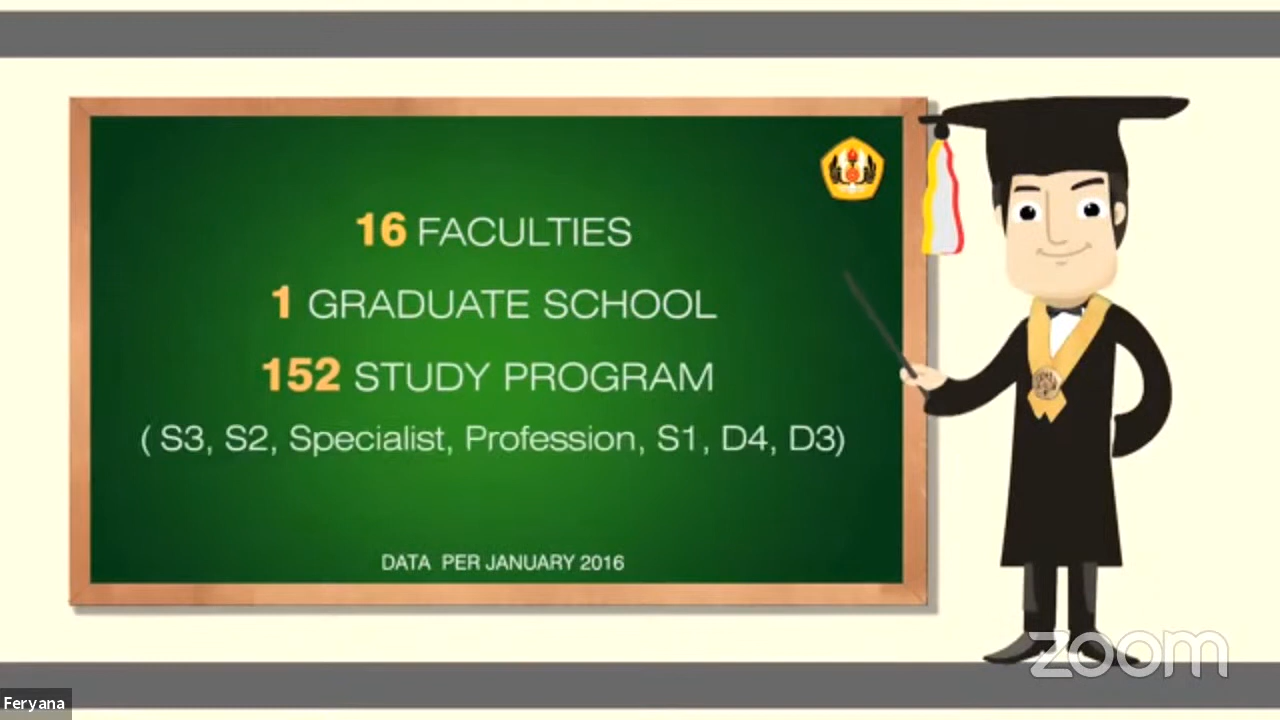 16 FACULTIES
1 GRADUATE SCHOOL
152 STUDY PROGRAM
( S3, S2, Specialist, Profession, S1, D4, D3)
DATA PER JANUARY 2016
zoom
Feryana